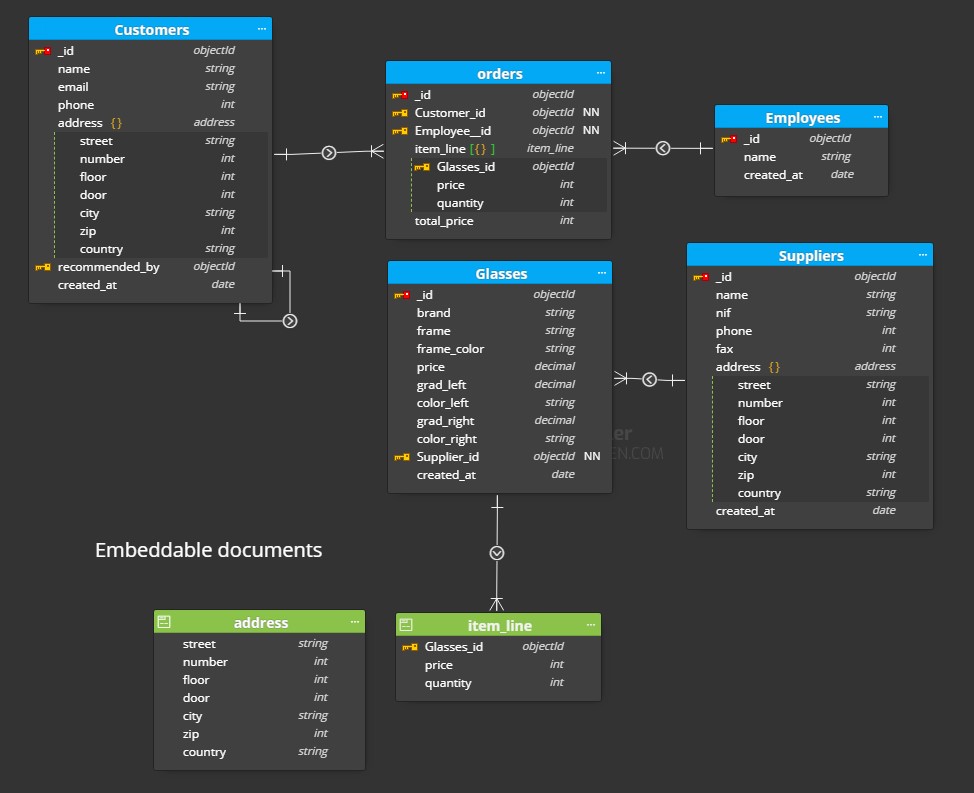 Customers ...
_id objectId
name string
email string
phone int
address {} address
street string
number int
floor int
door int
city string
zip int
country string
recommended_by objectId
created_at date
orders ...
_id objectId
Customer_id objectId NN
Employee__id objectId NN
item_line [{} ] item_line
Glasses_id objectId
price int
quantity int
total_price int
Employees ...
_id objectId
name string
created_at date
Glasses ...
_id objectId
brand string
frame string
frame_color string
price decimal
grad_left decimal
color_left string
grad_right decimal
color_right string
Supplier_id objectId NN
created_at date
Suppliers ...
_id objectId
name string
nif string
phone int
fax int
address {} address
street string
number int
floor int
door int
city string
zip int
country string
created_at date
er
EN.COM
Embeddable documents
address ...
street string
number int
floor int
door int
city string
zip int
country string
item_line ...
Glasses_id objectId
price int
quantity int